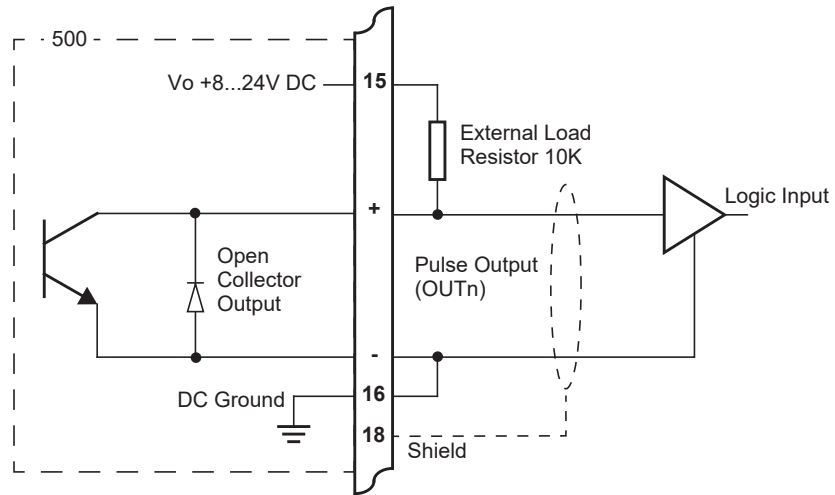 500
Vo +8...24V DC
15
External Load
Resistor 10K
+
Logic Input
Open
Collector
Output
Pulse Output
(OUTn)
-
DC Ground
16
18
Shield